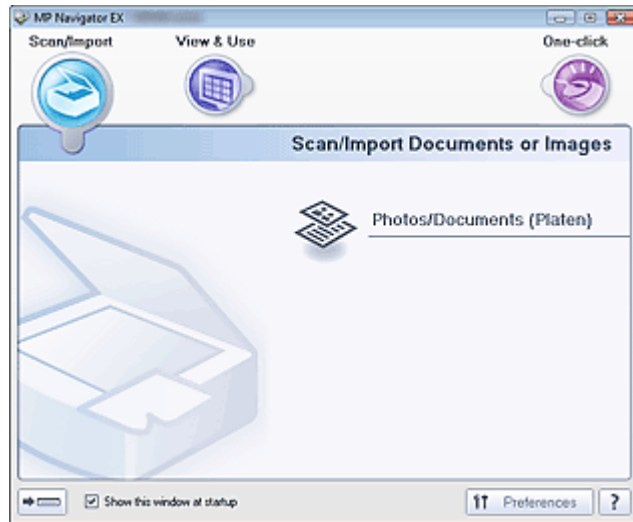 MP Navigator EX
Scan/Import View & Use One-click
Scan/Import Documents or Images
Photos/Documents (Platen)
Show this window at startup Preferences ?